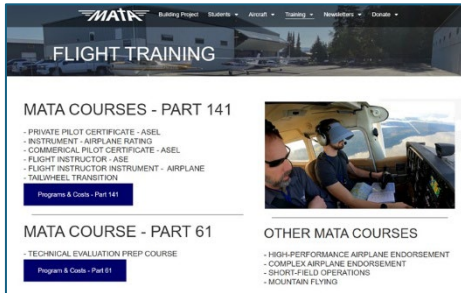 MATA
Building Project Students Aircraft Training Newsletters Donate
FLIGHT TRAINING
MATA COURSES - PART 141
- PRIVATE PILOT CERTIFICATE - ASEL
- INSTRUMENT - AIRPLANE RATING
- COMMERICAL PILOT CERTIFICATE - ASEL
- FLIGHT INSTRUCTOR - ASE
- FLIGHT INSTRUCTOR INSTRUMENT - AIRPLANE
- TAILWHEEL TRANSITION
Programs & Costs - Part 141
MATA COURSE - PART 61
- TECHNICAL EVALUATION PREP COURSE
Program & Costs - Part 61
OTHER MATA COURSES
- HIGH-PERFORMANCE AIRPLANE ENDORSEMENT
- COMPLEX AIRPLANE ENDORSEMENT
- SHORT-FIELD OPERATIONS
- MOUNTAIN FLYING